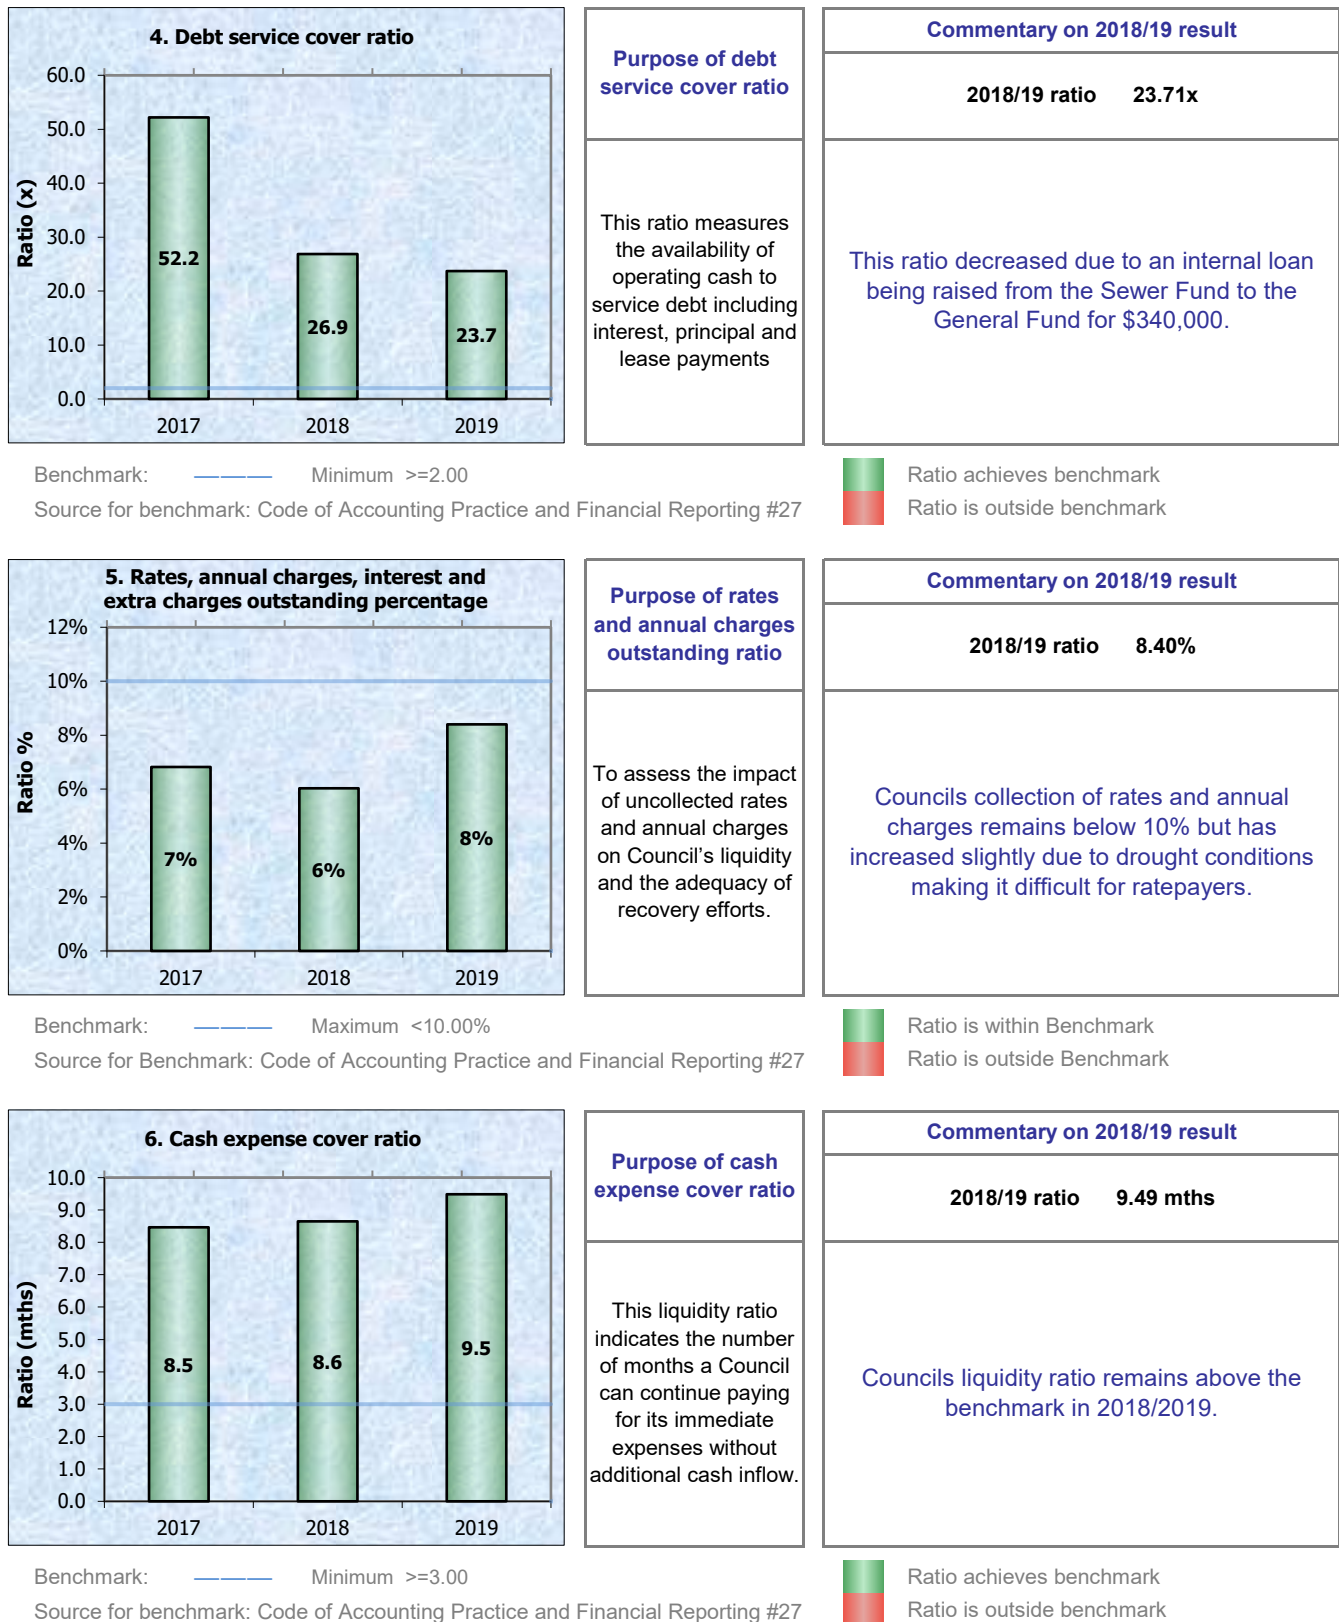 4. Debt service cover ratio
60.0
50.0
40.0
30.0
20.0
10.0
0.0
Ratio (x)
52.2
26.9
23.7
2017 2018 2019
Purpose of debt
service cover ratio
This ratio measures
the availability of
operating cash to
service debt including
interest, principal and
lease payments
Commentary on 2018/19 result
2018/19 ratio 23.71x
This ratio decreased due to an internal loan
being raised from the Sewer Fund to the
General Fund for $340,000.
Benchmark: Minimum >=2.00
Source for benchmark: Code of Accounting Practice and Financial Reporting #27
Ratio achieves benchmark
Ratio is outside benchmark
5. Rates, annual charges, interest and
extra charges outstanding percentage
12%
10%
8%
6%
4%
2%
0%
Ratio %
7%
6%
8%
2017 2018 2019
Purpose of rates
and annual charges
outstanding ratio
To assess the impact
of uncollected rates
and annual charges
on Council’s liquidity
and the adequacy of
recovery efforts.
Commentary on 2018/19 result
2018/19 ratio 8.40%
Councils collection of rates and annual
charges remains below 10% but has
increased slightly due to drought conditions
making it difficult for ratepayers.
Benchmark: Maximum <10.00%
Source for Benchmark: Code of Accounting Practice and Financial Reporting #27
Ratio is within Benchmark
Ratio is outside Benchmark
6. Cash expense cover ratio
10.0
9.0
8.0
7.0
6.0
5.0
4.0
3.0
2.0
1.0
0.0
Ratio (mths)
8.5
8.6
9.5
2017 2018 2019
Purpose of cash
expense cover ratio
This liquidity ratio
indicates the number
of months a Council
can continue paying
for its immediate
expenses without
additional cash inflow.
Commentary on 2018/19 result
2018/19 ratio 9.49 mths
Councils liquidity ratio remains above the
benchmark in 2018/2019.
Benchmark: Minimum >=3.00
Source for benchmark: Code of Accounting Practice and Financial Reporting #27
Ratio achieves benchmark
Ratio is outside benchmark